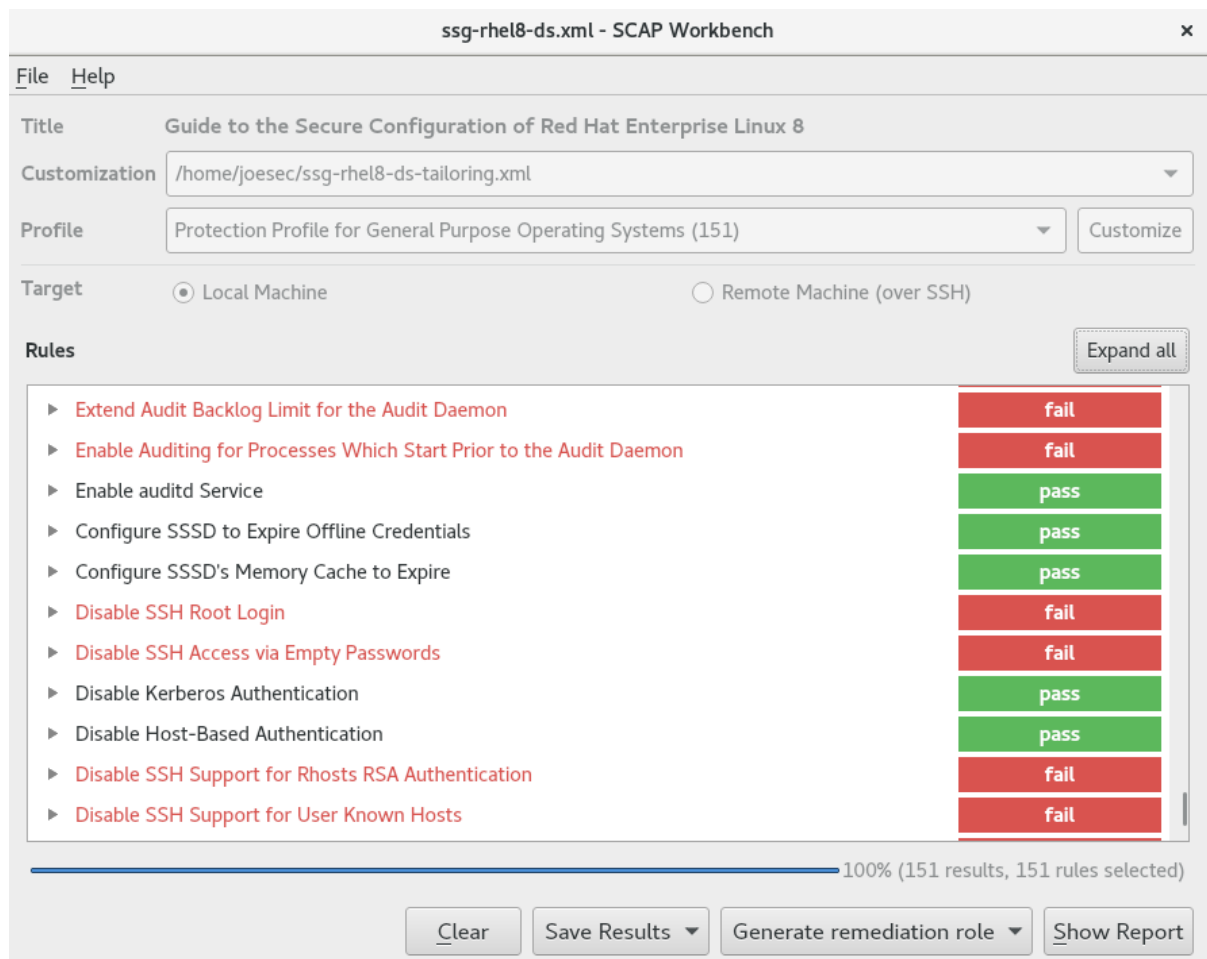 ssg-rhel8-ds.xml - SCAP Workbench ×
File Help
Title Guide to the Secure Configuration of Red Hat Enterprise Linux 8
Customization /home/joesec/ssg-rhel8-ds-tailoring.xml
Profile Protection Profile for General Purpose Operating Systems (151) Customize
Target Local Machine Remote Machine (over SSH)
Rules Expand all
Extend Audit Backlog Limit for the Audit Daemon fail
Enable Auditing for Processes Which Start Prior to the Audit Daemon fail
Enable auditd Service pass
Configure SSSD to Expire Offline Credentials pass
Configure SSSD's Memory Cache to Expire pass
Disable SSH Root Login fail
Disable SSH Access via Empty Passwords fail
Disable Kerberos Authentication pass
Disable Host-Based Authentication pass
Disable SSH Support for Rhosts RSA Authentication fail
Disable SSH Support for User Known Hosts fail
100% (151 results, 151 rules selected)
Clear Save Results Generate remediation role Show Report